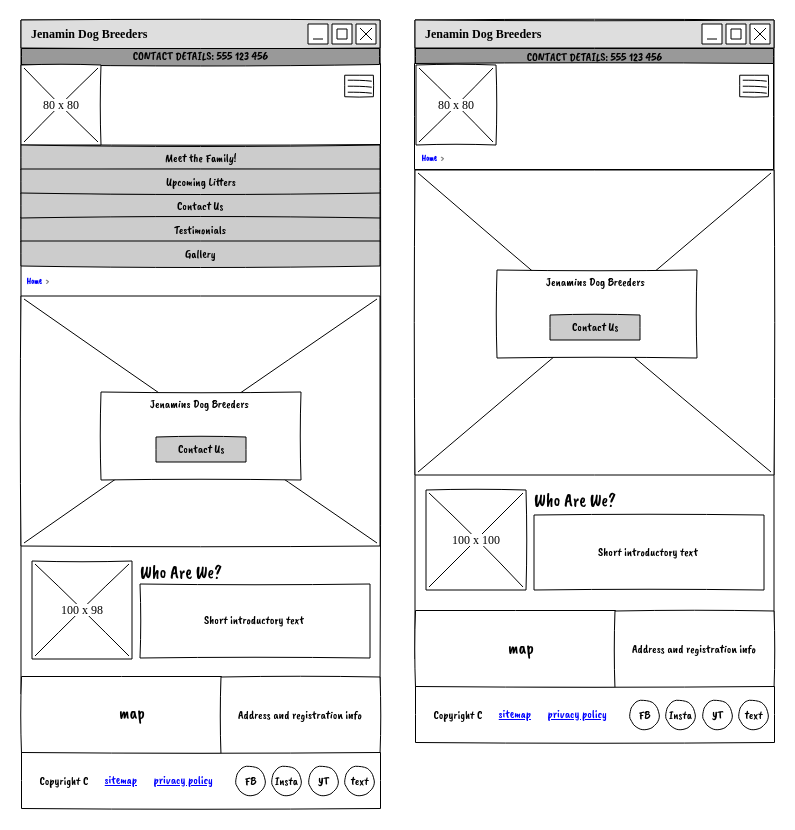 Jenamin Dog Breeders
CONTACT DETAILS: 555 123 456
80 x 80
Meet the Family!
Upcoming Litters
Contact Us
Testimonials
Gallery
Home >
Jenamins Dog Breeders
Contact Us
Who Are We?
100 x 98
Short introductory text
map
Address and registration info
Copyright C sitemap privacy policy FB Insta YT text
Jenamin Dog Breeders
CONTACT DETAILS: 555 123 456
80 x 80
Home >
Jenamins Dog Breeders
Contact Us
Who Are We?
100 x 100
Short introductory text
map
Address and registration info
Copyright C sitemap privacy policy FB Insta YT text